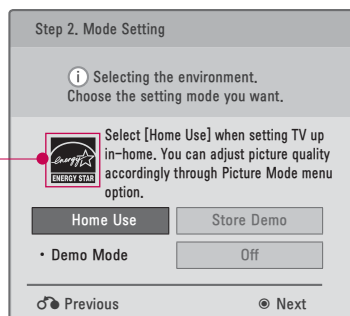 Step 2. Mode Setting
i Selecting the environment.
Choose the setting mode you want.
energy
ENERGY STAR
Select [Home Use] when setting TV up
in-home. You can adjust picture quality
accordingly through Picture Mode menu
option.
Home Use Store Demo
• Demo Mode Off
Previous ◉ Next